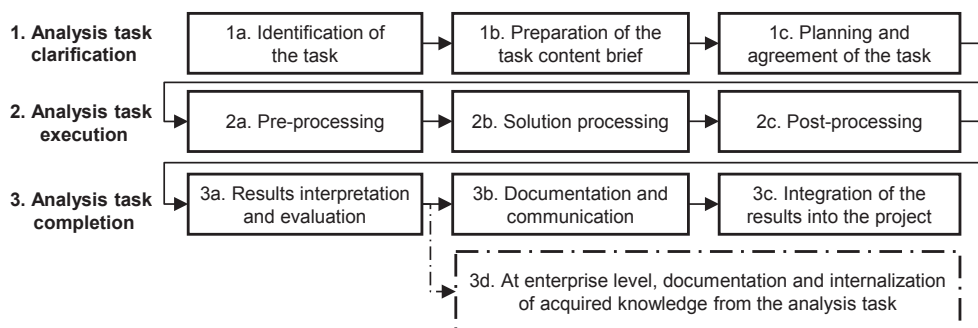 1. Analysis task
clarification
1a. Identification of
the task
1b. Preparation of the
task content brief
1c. Planning and
agreement of the task
2. Analysis task
execution
2a. Pre-processing
2b. Solution processing
2c. Post-processing
3. Analysis task
completion
3a. Results interpretation
and evaluation
3b. Documentation and
communication
3c. Integration of the
results into the project
3d. At enterprise level, documentation and internalization
of acquired knowledge from the analysis task